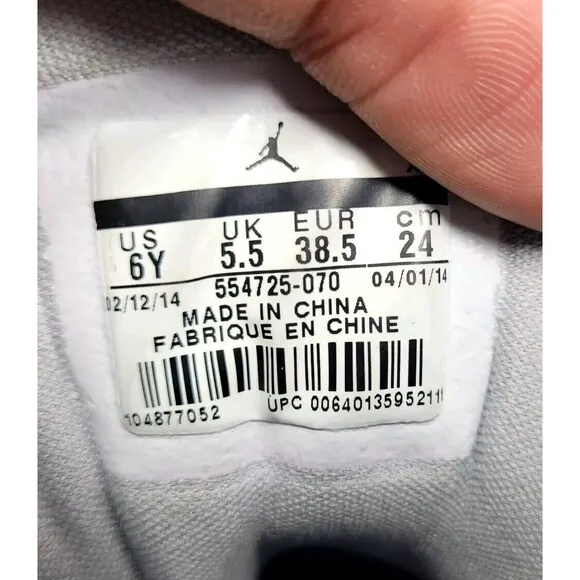 US UK EUR cm
6Y 5.5 38.5 24
02/12/14 554725-070 04/01/14
MADE IN CHINA
FABRIQUE EN CHINE
104877052 UPC 00640135952119